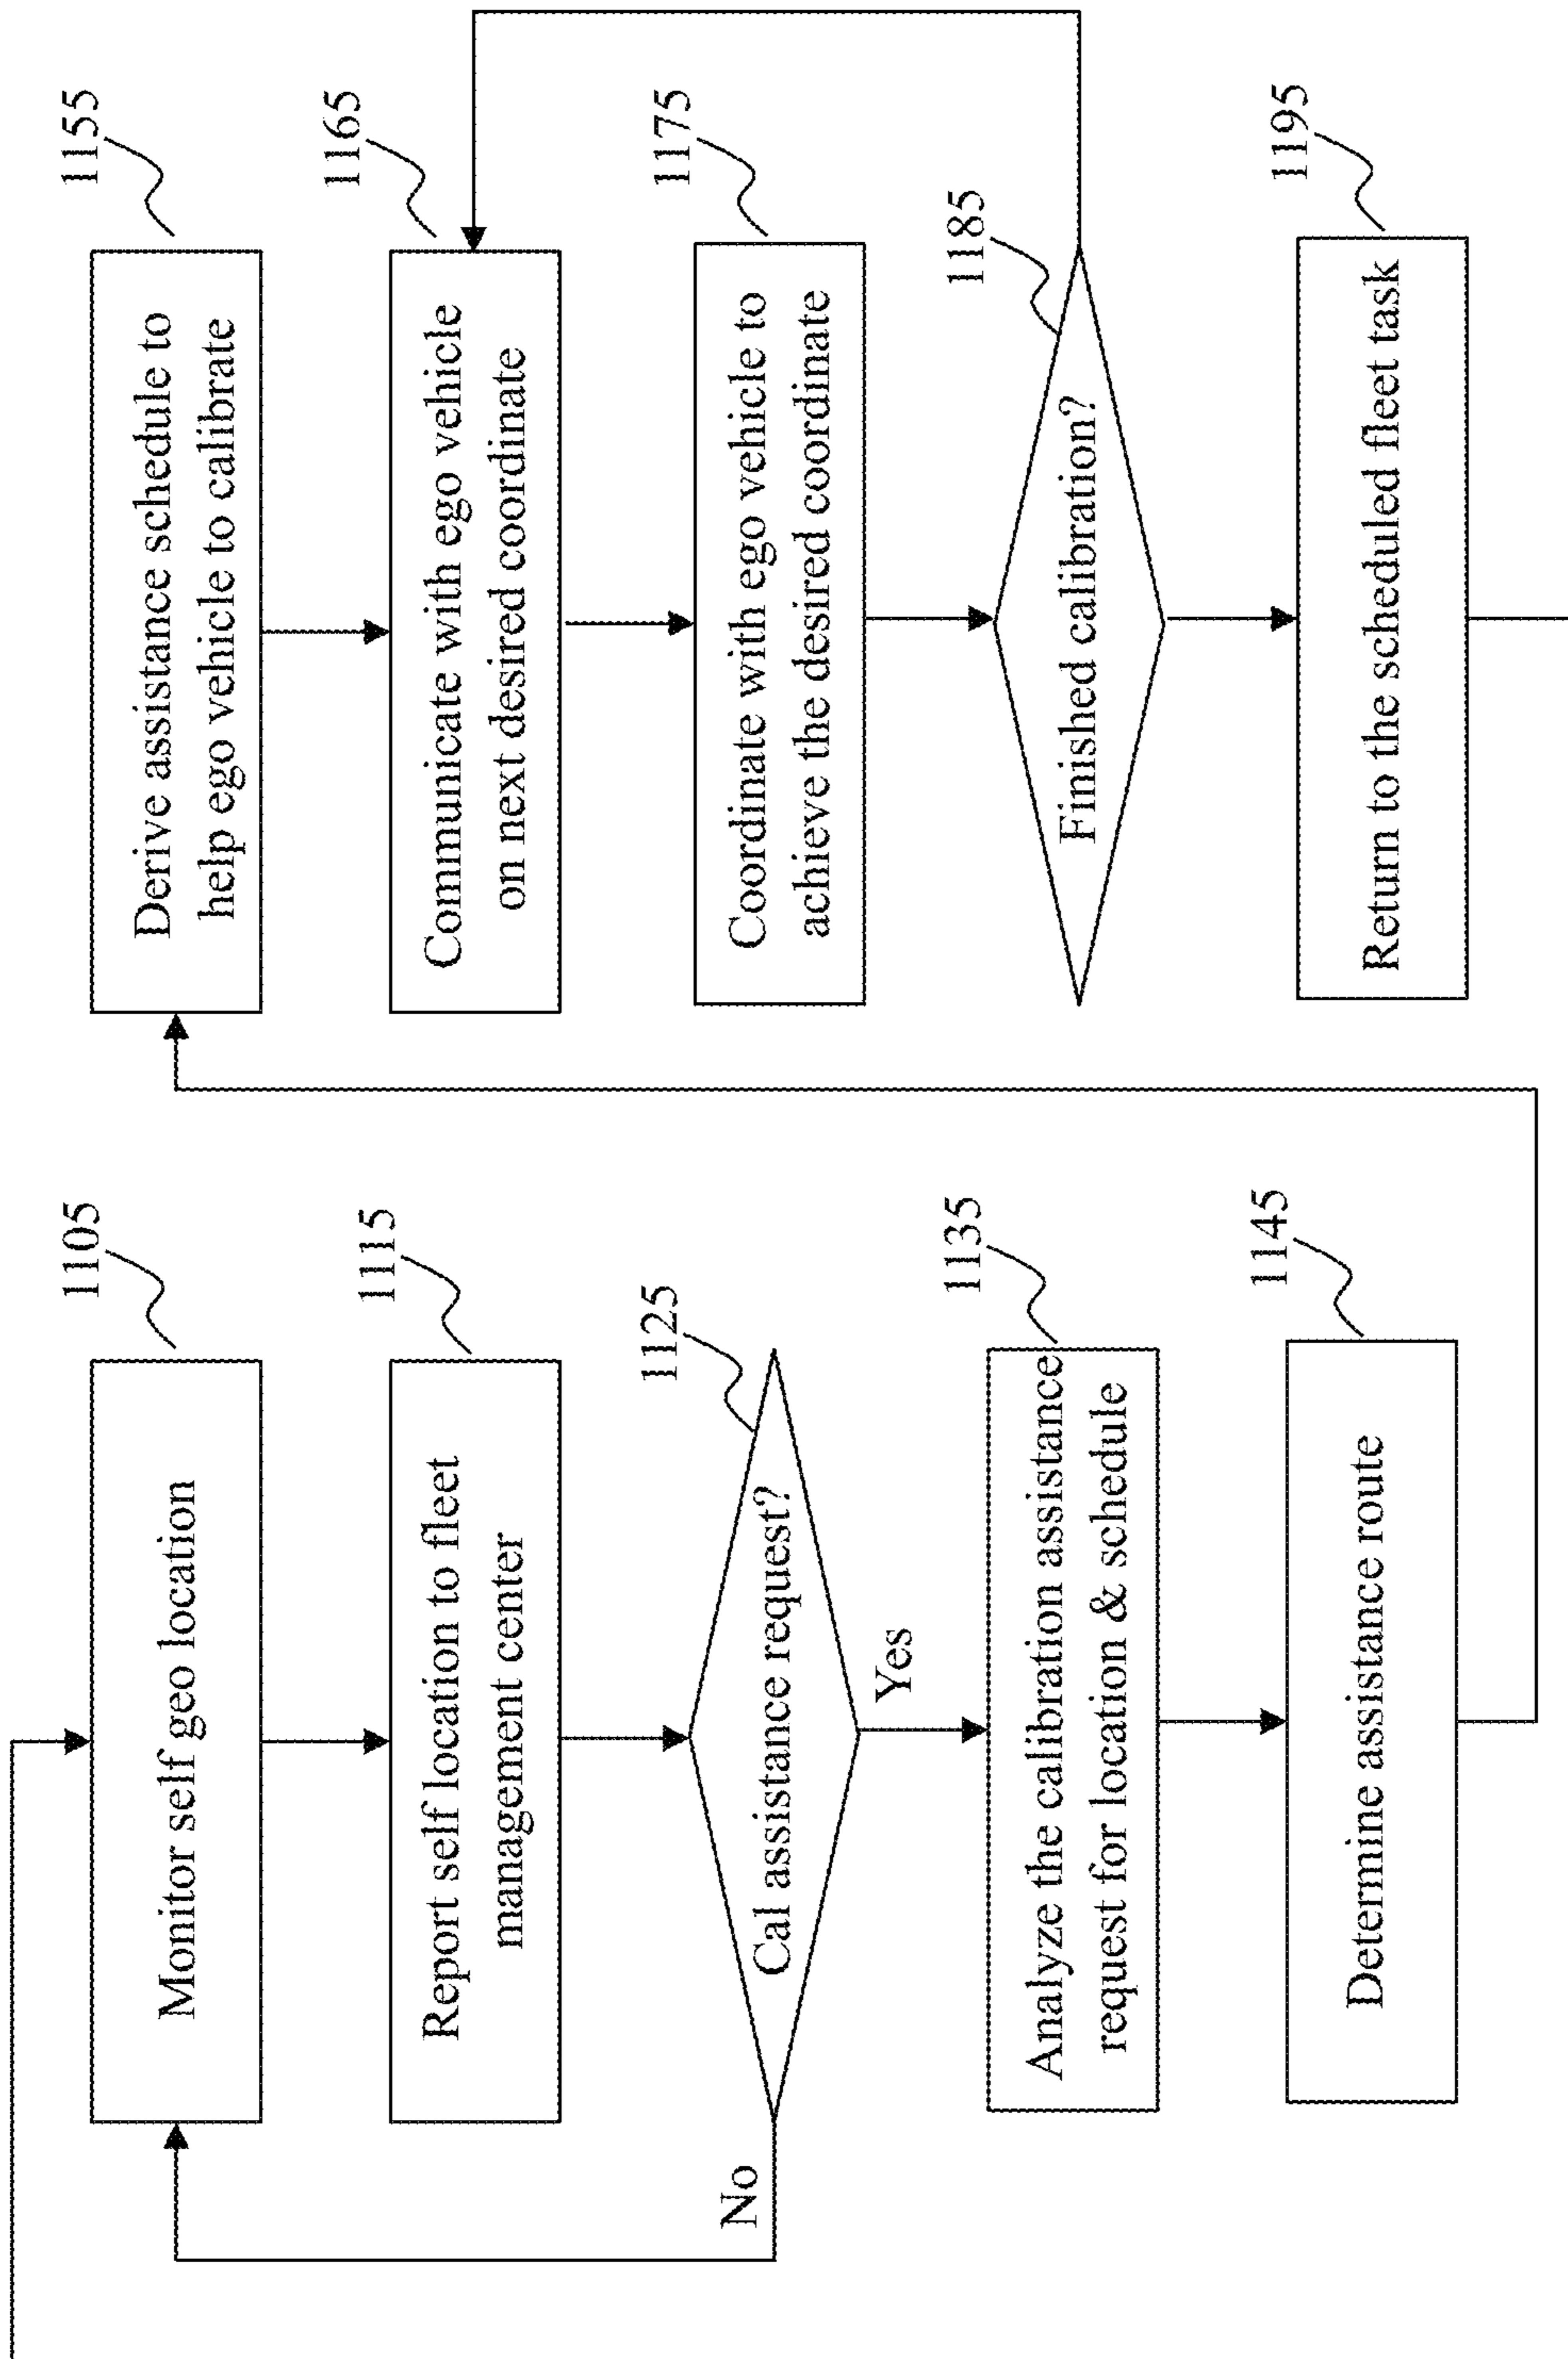 Monitor self geo location
1105
Report self location to fleet
management center
1115
Cal assistance request?
1125
No
Yes
Analyze the calibration assistance
request for location & schedule
1135
Determine assistance route
1145
Derive assistance schedule to
help ego vehicle to calibrate
1155
Communicate with ego vehicle
on next desired coordinate
1165
Coordinate with ego vehicle to
achieve the desired coordinate
1175
Finished calibration?
1185
Return to the scheduled fleet task
1195